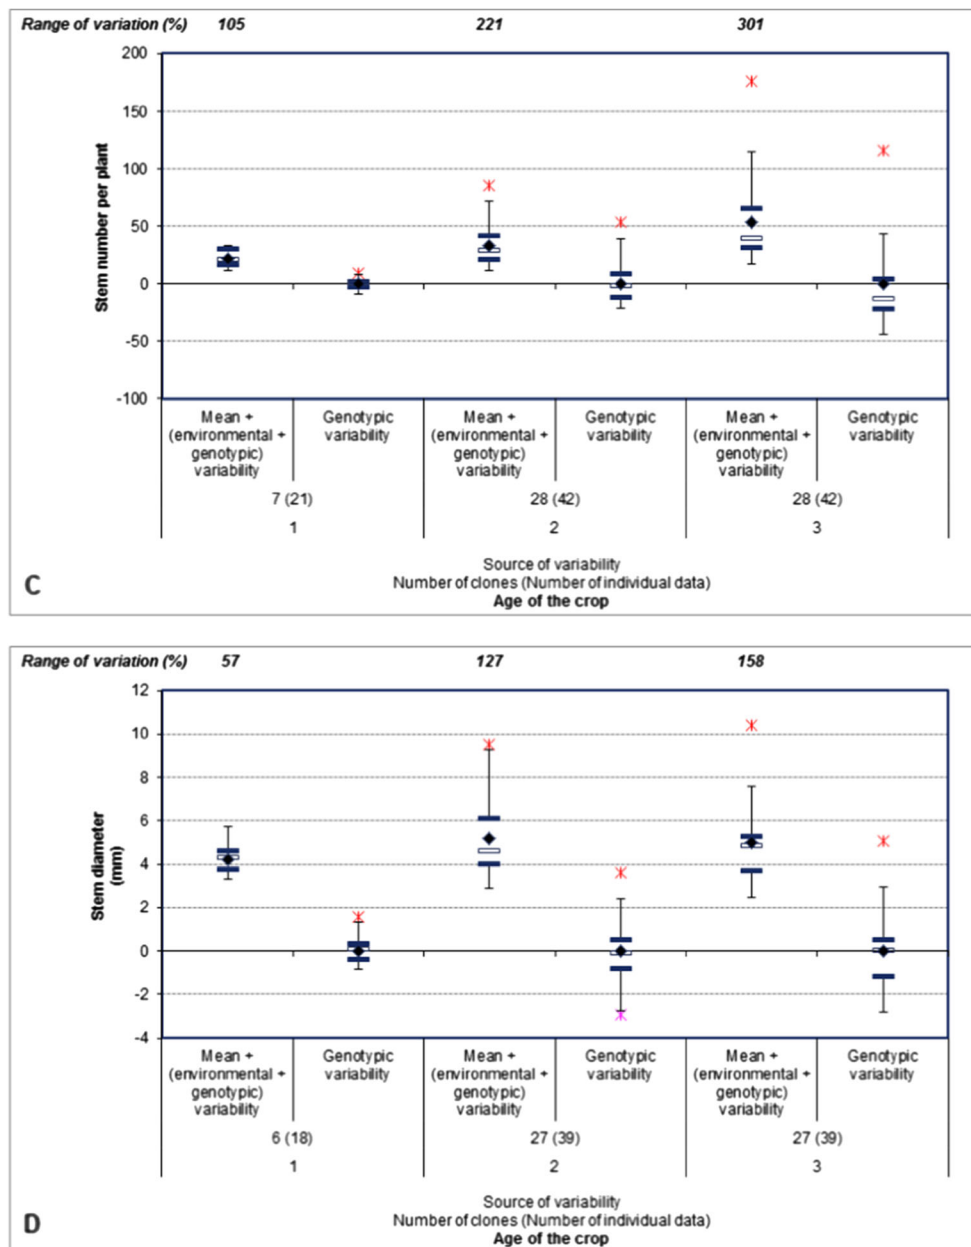 Range of variation (%) 105 221 301
200
150
100
50
0
-50
-100
Stem number per plant
Mean + Genotypic Mean + Genotypic Mean + Genotypic
(environmental + variability (environmental + variability (environmental + variability
genotypic) genotypic) genotypic)
variability variability variability
7 (21) 28 (42) 28 (42)
1 2 3
Source of variability
Number of clones (Number of individual data)
Age of the crop
C
Range of variation (%) 57 127 158
12
10
8
6
4
2
0
-2
-4
Stem diameter
(mm)
Mean + Genotypic Mean + Genotypic Mean + Genotypic
(environmental + variability (environmental + variability (environmental + variability
genotypic) genotypic) genotypic)
variability variability variability
6 (18) 27 (39) 27 (39)
1 2 3
Source of variability
Number of clones (Number of individual data)
Age of the crop
D